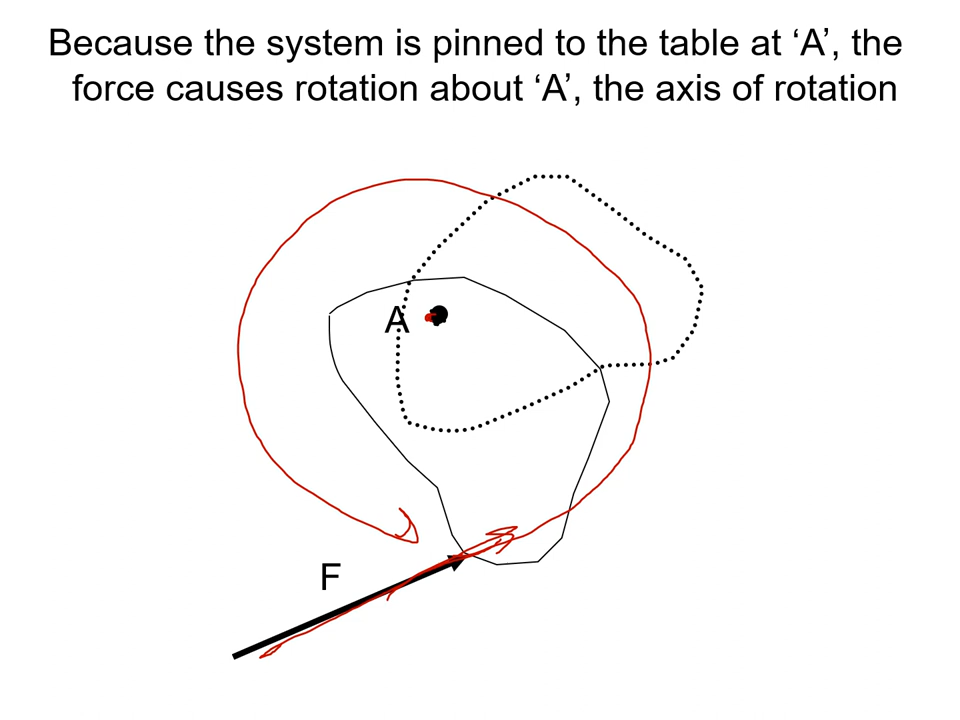 Because the system is pinned to the table at ‘A’, the
force causes rotation about ‘A’, the axis of rotation
A
F